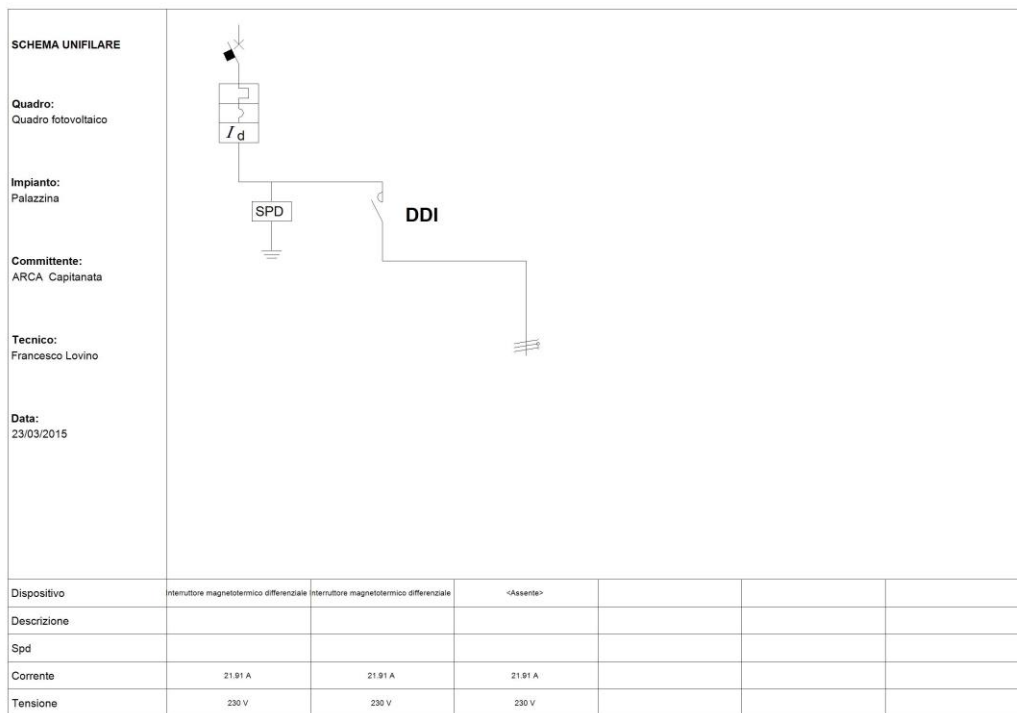 SCHEMA UNIFILARE
Quadro:
Quadro fotovoltaico
Impianto:
Palazzina
Committente:
ARCA Capitanata
Tecnico:
Francesco Lovino
Data:
23/03/2015
I d
SPD
DDI
Dispositivo Interruttore magnetotermico differenziale Interruttore magnetotermico differenziale <Assente>
Descrizione
Spd
Corrente 21.91 A 21.91 A 21.91 A
Tensione 230 V 230 V 230 V